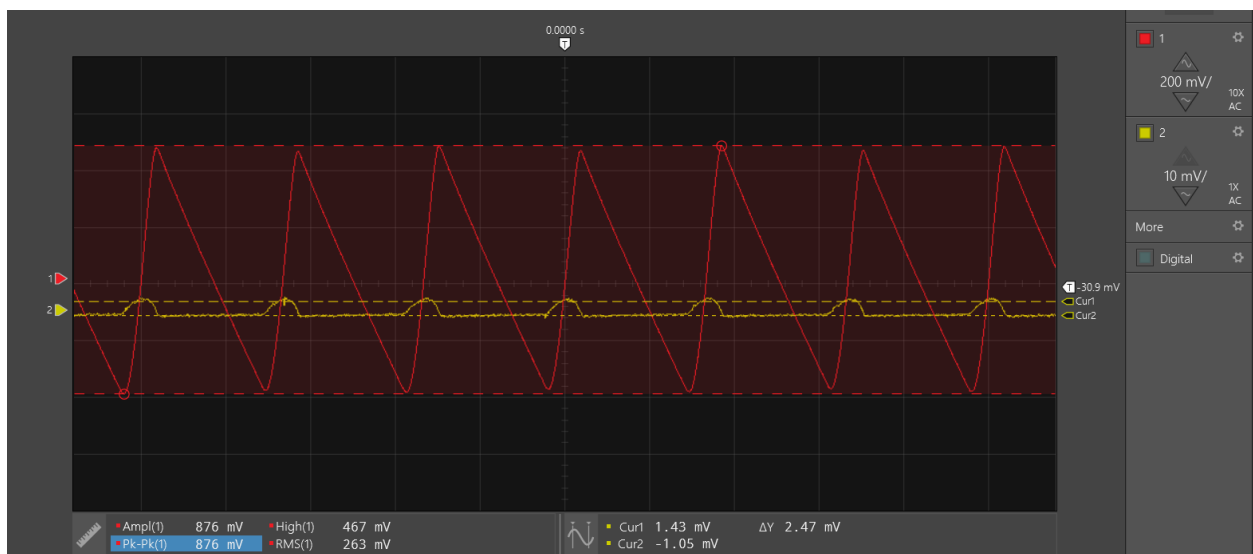 0.0000 s
T
1
200 mV/
10X
AC
2
10 mV/
1X
AC
More
Digital
1
2
T -30.9 mV
Cur1
Cur2
Ampl(1) 876 mV High(1) 467 mV
Pk-Pk(1) 876 mV RMS(1) 263 mV
Cur1 1.43 mV ΔY 2.47 mV
Cur2 -1.05 mV